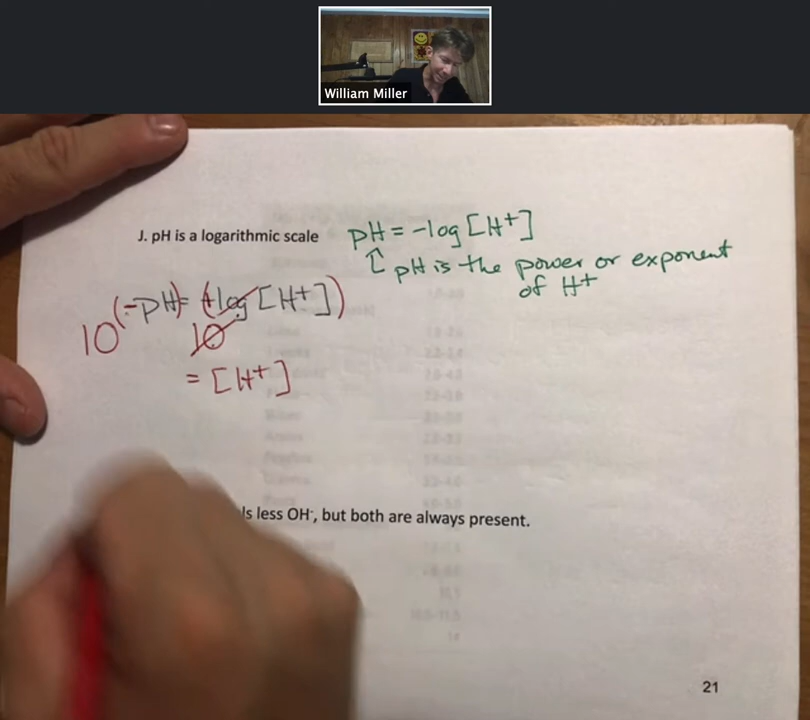 William Miller
J. pH is a logarithmic scale pH = -log [H+]
pH is the power or exponent
of H+
10(-pH) = (+log [H+])
10
= [H+]
ls less OH-, but both are always present.
21